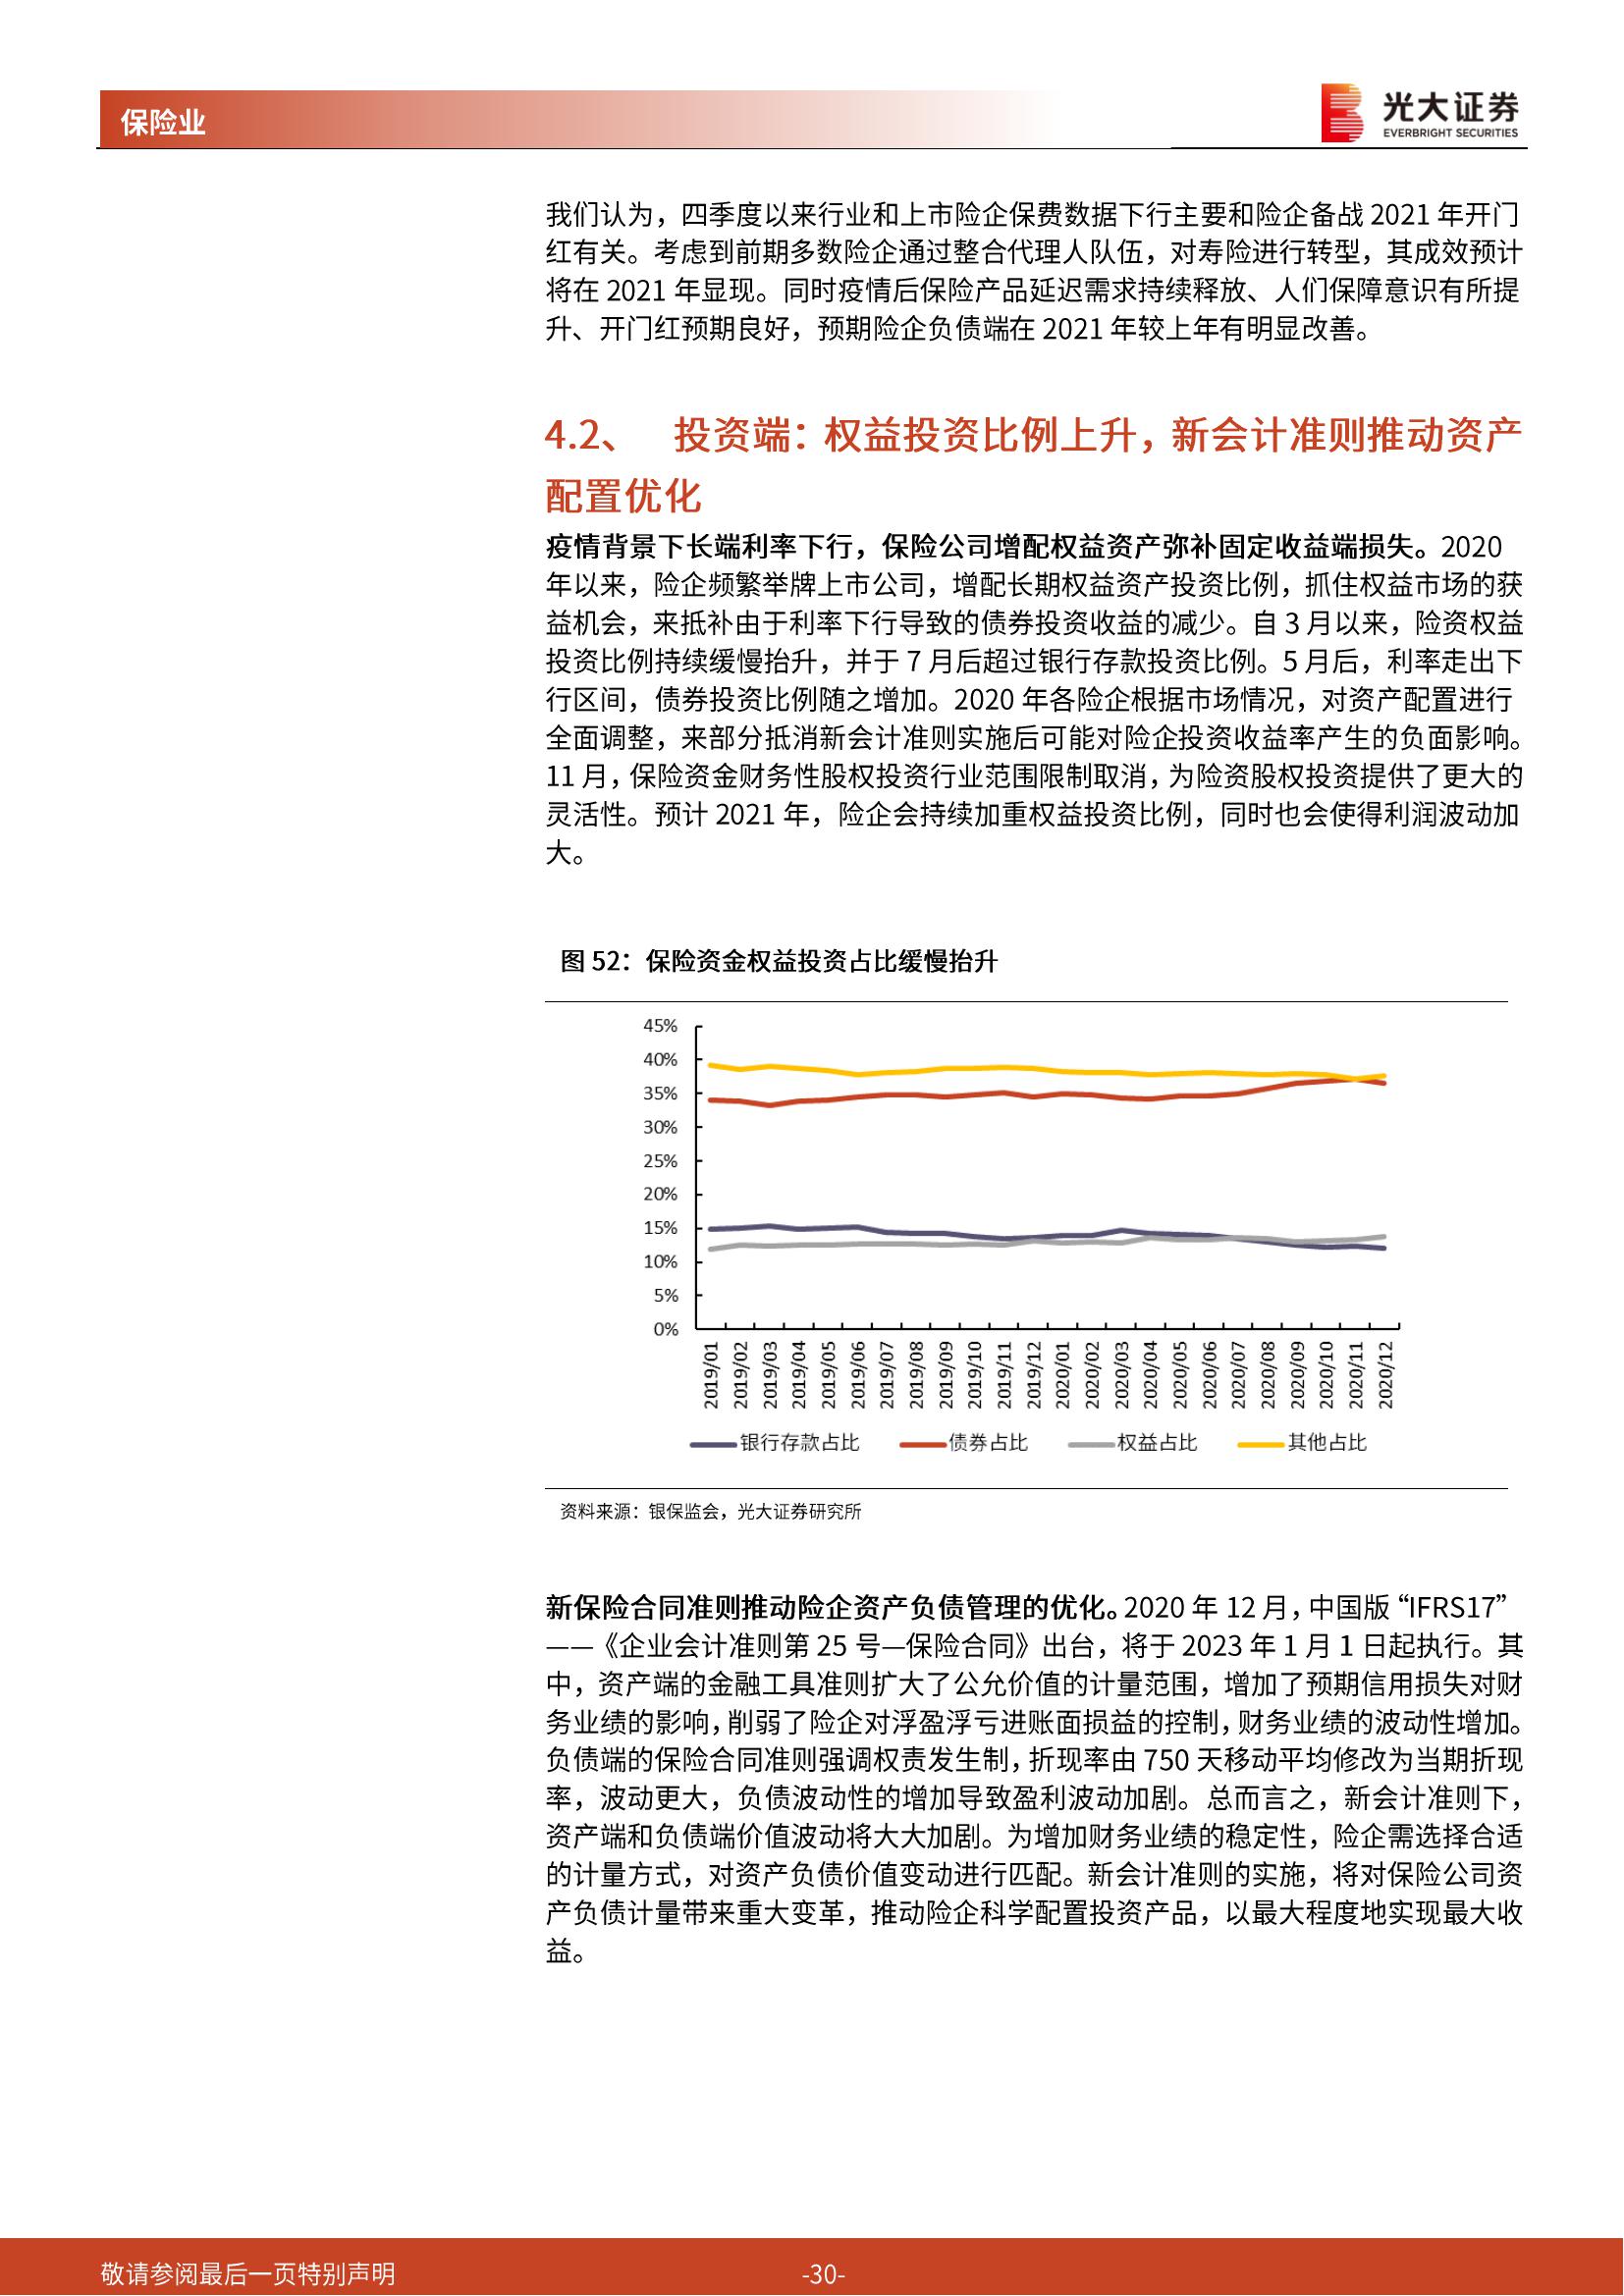 保险业
光大证券
EVERBRIGHT SECURITIES
我们认为，四季度以来行业和上市险企保费数据下行主要和险企备战 2021 年开门
红有关。考虑到前期多数险企通过整合代理人队伍，对寿险进行转型，其成效预计
将在 2021 年显现。同时疫情后保险产品延迟需求持续释放、人们保障意识有所提
升、开门红预期良好，预期险企负债端在 2021 年较上年有明显改善。
4.2、 投资端：权益投资比例上升，新会计准则推动资产
配置优化
疫情背景下长端利率下行，保险公司增配权益资产弥补固定收益端损失。2020
年以来，险企频繁举牌上市公司，增配长期权益资产投资比例，抓住权益市场的获
益机会，来抵补由于利率下行导致的债券投资收益的减少。自 3 月以来，险资权益
投资比例持续缓慢抬升，并于 7 月后超过银行存款投资比例。5 月后，利率走出下
行区间，债券投资比例随之增加。2020 年各险企根据市场情况，对资产配置进行
全面调整，来部分抵消新会计准则实施后可能对险企投资收益率产生的负面影响。
11 月，保险资金财务性股权投资行业范围限制取消，为险资股权投资提供了更大的
灵活性。预计 2021 年，险企会持续加重权益投资比例，同时也会使得利润波动加
大。
图 52：保险资金权益投资占比缓慢抬升
45%
40%
35%
30%
25%
20%
15%
10%
5%
0%
2019/01
2019/02
2019/03
2019/04
2019/05
2019/06
2019/07
2019/08
2019/09
2019/10
2019/11
2019/12
2020/01
2020/02
2020/03
2020/04
2020/05
2020/06
2020/07
2020/08
2020/09
2020/10
2020/11
2020/12
银行存款占比 债券占比 权益占比 其他占比
资料来源：银保监会，光大证券研究所
新保险合同准则推动险企资产负债管理的优化。2020 年 12 月，中国版 “IFRS17”
——《企业会计准则第 25 号—保险合同》出台，将于 2023 年 1 月 1 日起执行。其
中，资产端的金融工具准则扩大了公允价值的计量范围，增加了预期信用损失对财
务业绩的影响，削弱了险企对浮盈浮亏进账面损益的控制，财务业绩的波动性增加。
负债端的保险合同准则强调权责发生制，折现率由 750 天移动平均修改为当期折现
率，波动更大，负债波动性的增加导致盈利波动加剧。总而言之，新会计准则下，
资产端和负债端价值波动将大大加剧。为增加财务业绩的稳定性，险企需选择合适
的计量方式，对资产负债价值变动进行匹配。新会计准则的实施，将对保险公司资
产负债计量带来重大变革，推动险企科学配置投资产品，以最大程度地实现最大收
益。
敬请参阅最后一页特别声明
-30-